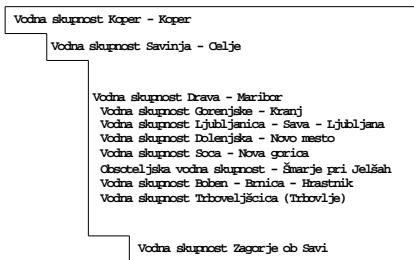 Vodna skupnost Koper - Koper
Vodna skupnost Savinja - Celje
Vodna skupnost Drava - Maribor
Vodna skupnost Gorenjske - Kranj
Vodna skupnost Ljubljanica - Sava - Ljubljana
Vodna skupnost Dolenjska - Novo mesto
Vodna skupnost Soca - Nova gorica
Obsoteljska vodna skupnost - Šmarje pri Jelšah
Vodna skupnost Boben - Brnica - Hrastnik
Vodna skupnost Trboveljšcica (Trbovlje)
Vodna skupnost Zagorje ob Savi